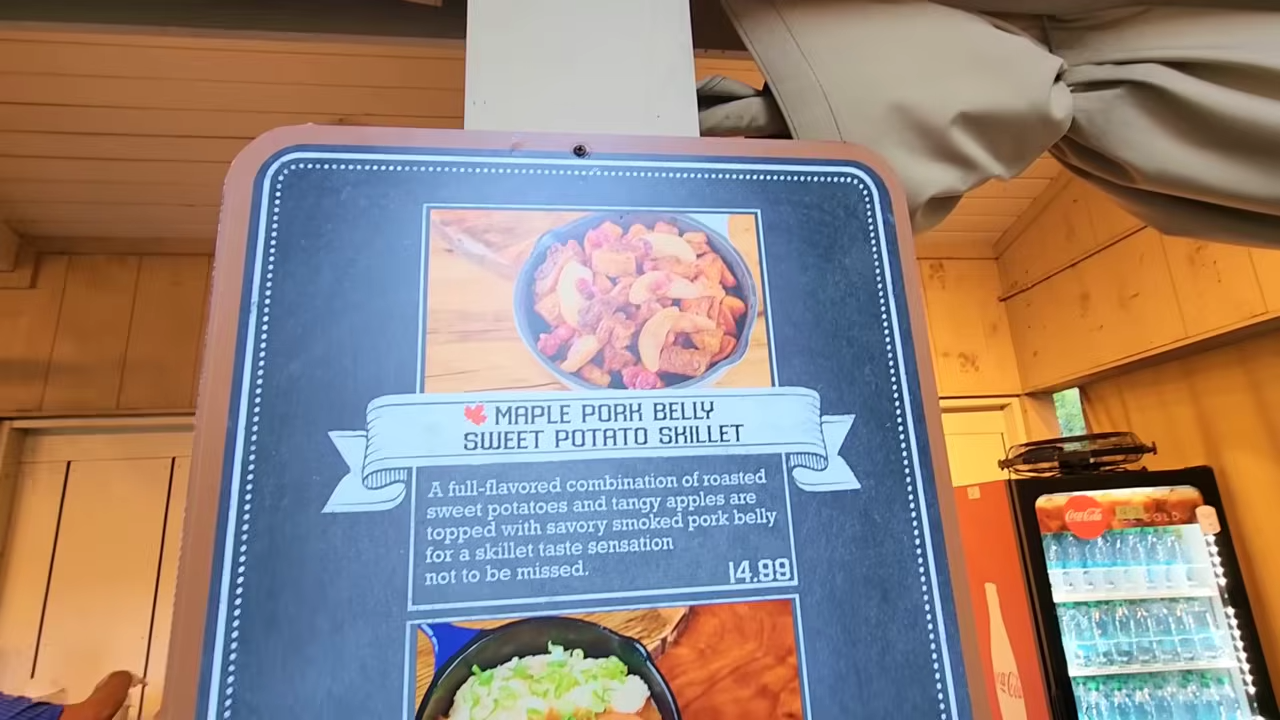 MAPLE PORK BELLY
SWEET POTATO SKILLET
A full-flavored combination of roasted
sweet potatoes and tangy apples are
topped with savory smoked pork belly
for a skillet taste sensation
not to be missed.
14.99
Coca-Cola
COLD